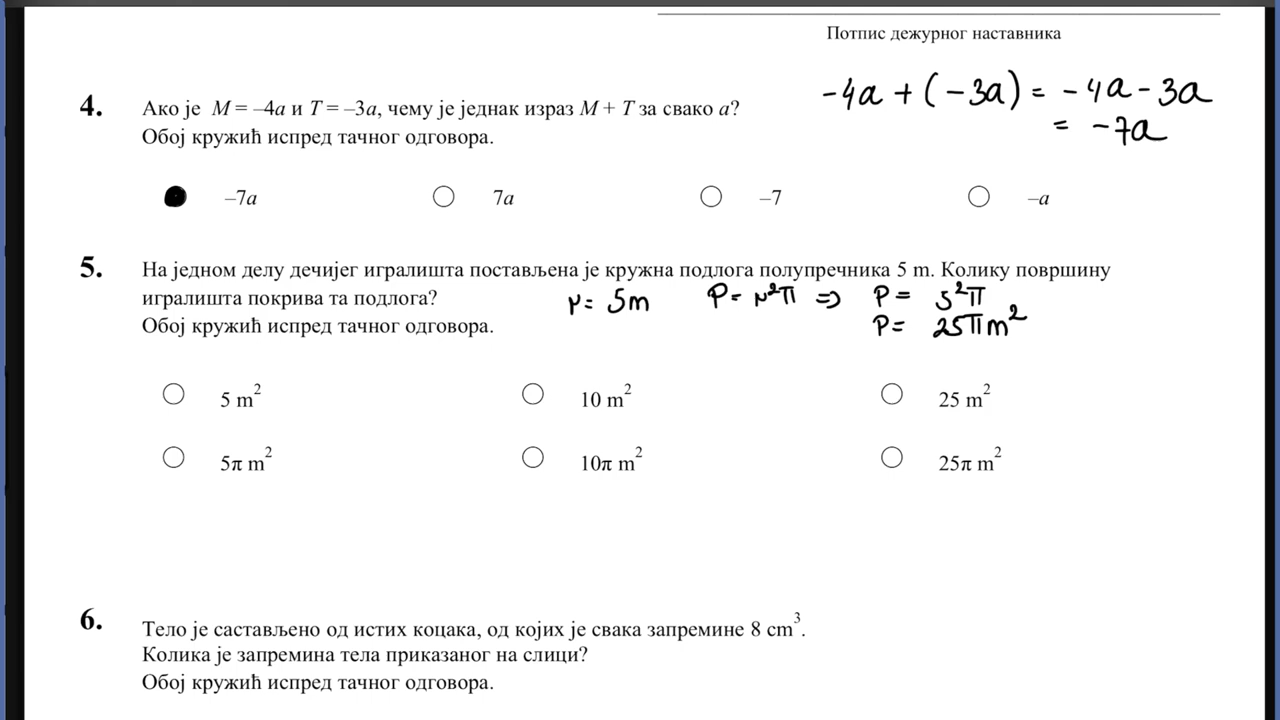 Потпис дежурног наставника
4. Ако је M = –4a и T = –3a, чему је једнак израз M + T за свако a?
-4a + (-3a) = -4a - 3a
Обој кружић испред тачног одговора.
= -7a
–7a 7a –7 –a
5. На једном делу дечијег игралишта постављена је кружна подлога полупречника 5 m. Колику површину
игралишта покрива та подлога?
r = 5m P = r²π => P = 5²π
Обој кружић испред тачног одговора.
P = 25π m²
5 m² 10 m² 25 m²
5π m² 10π m² 25π m²
6. Тело је састављено од истих коцака, од којих је свака запремине 8 cm³.
Колика је запремина тела приказаног на слици?
Обој кружић испред тачног одговора.